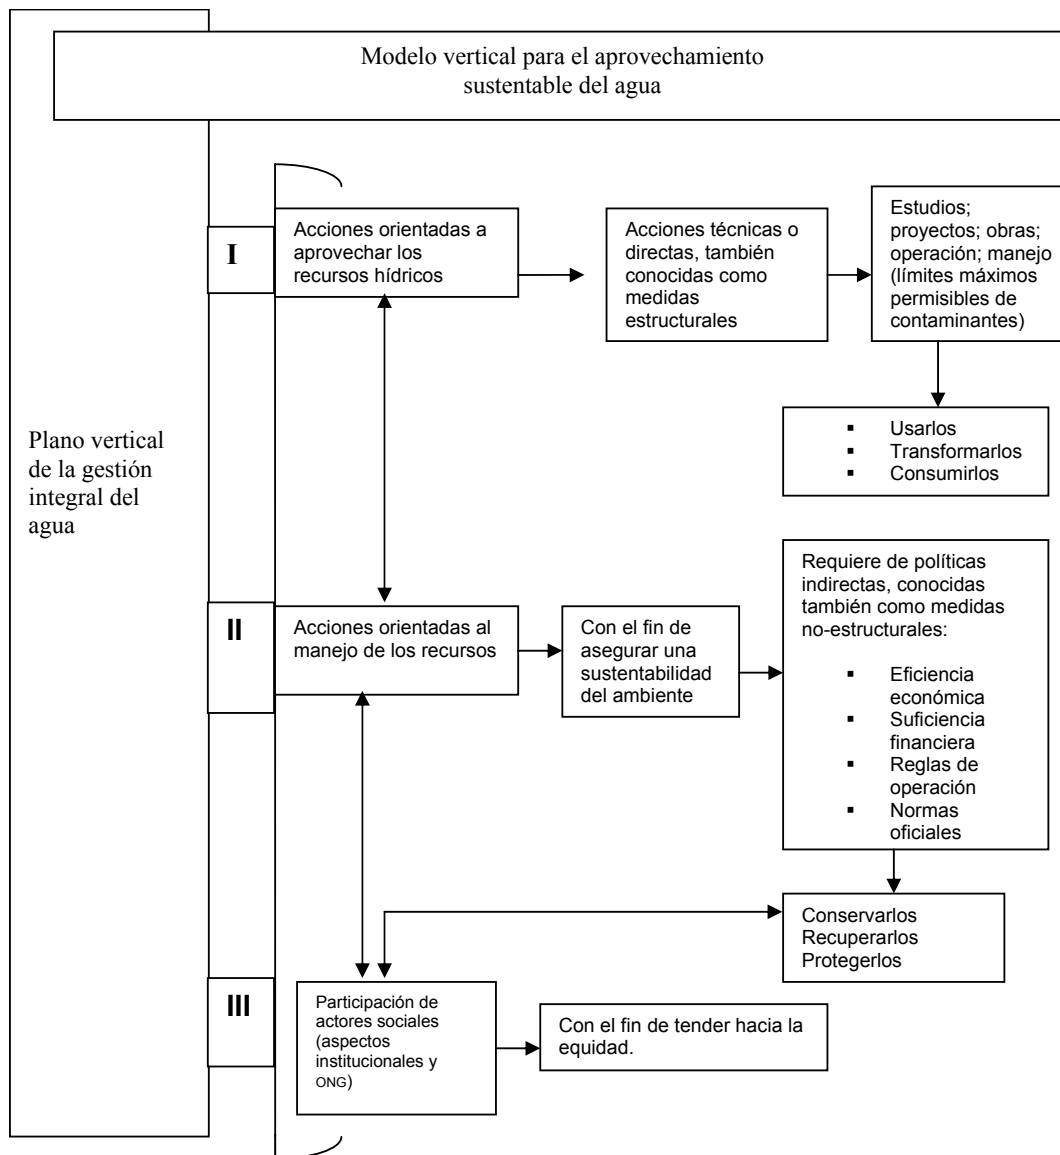 Modelo vertical para el aprovechamiento
sustentable del agua
Plano vertical
de la gestión
integral del
agua
I
Acciones orientadas a
aprovechar los
recursos hídricos
Acciones técnicas o
directas, también
conocidas como
medidas
estructurales
Estudios;
proyectos; obras;
operación; manejo
(límites máximos
permisibles de
contaminantes)
▪ Usarlos
▪ Transformarlos
▪ Consumirlos
II
Acciones orientadas al
manejo de los recursos
Con el fin de
asegurar una
sustentabilidad
del ambiente
Requiere de políticas
indirectas, conocidas
también como medidas
no-estructurales:
▪ Eficiencia
económica
▪ Suficiencia
financiera
▪ Reglas de
operación
▪ Normas
oficiales
Conservarlos
Recuperarlos
Protegerlos
III
Participación de
actores sociales
(aspectos
institucionales y
ONG)
Con el fin de tender hacia la
equidad.